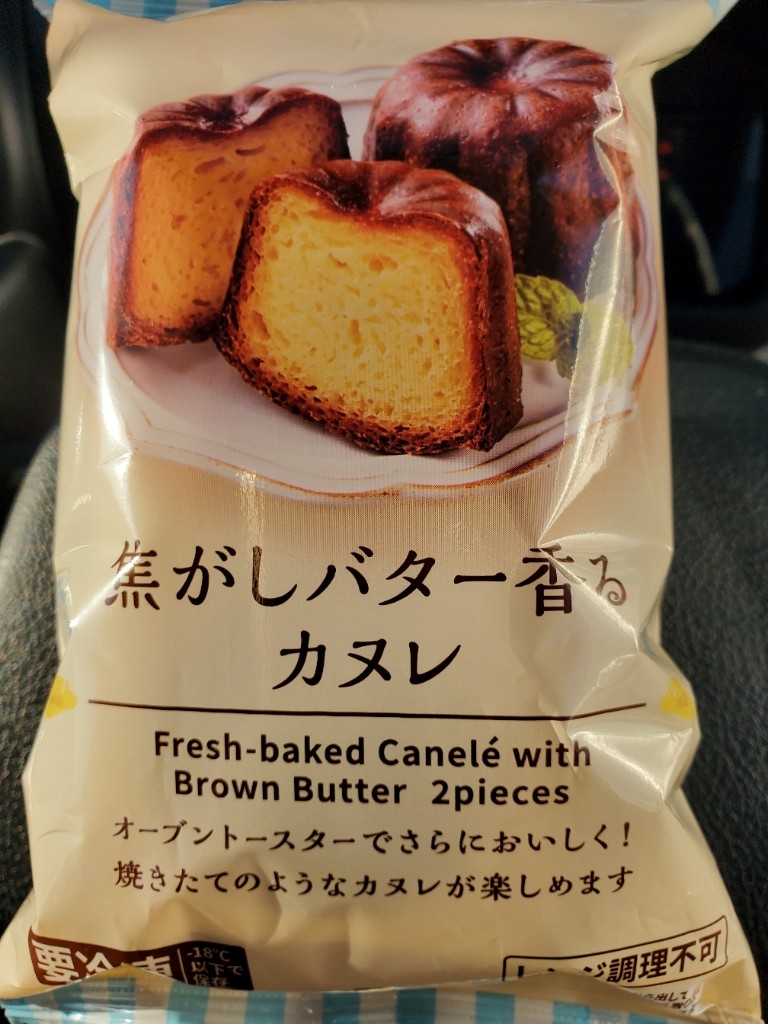 焦がしバター香る
カヌレ
Fresh-baked Canelé with
Brown Butter 2pieces
オーブントースターでさらにおいしく！
焼きたてのようなカヌレが楽しめます
要冷凍
-18℃
以下で
保存
レンジ調理不可